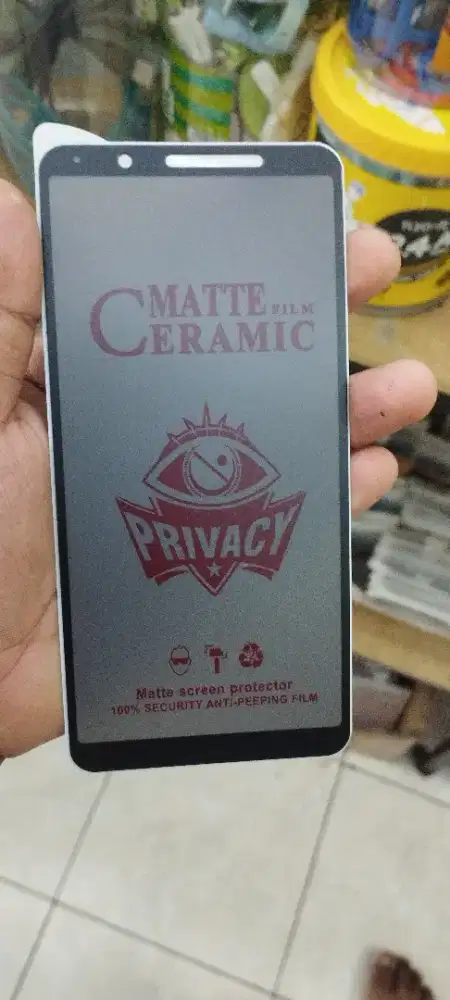 MATTE FILM
CERAMIC
PRIVACY
Matte screen protector
100% SECURITY ANTI-PEEPING FILM